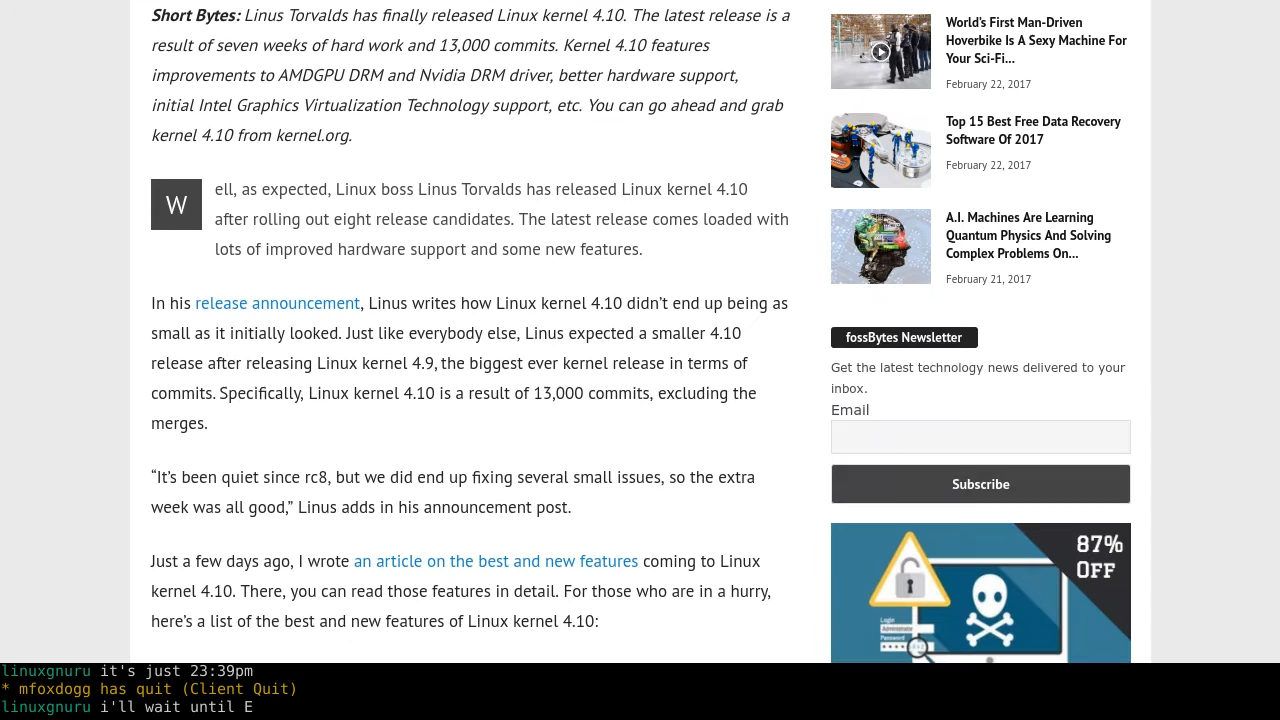 Short Bytes: Linus Torvalds has finally released Linux kernel 4.10. The latest release is a
result of seven weeks of hard work and 13,000 commits. Kernel 4.10 features
improvements to AMDGPU DRM and Nvidia DRM driver, better hardware support,
initial Intel Graphics Virtualization Technology support, etc. You can go ahead and grab
kernel 4.10 from kernel.org.
Well, as expected, Linux boss Linus Torvalds has released Linux kernel 4.10
after rolling out eight release candidates. The latest release comes loaded with
lots of improved hardware support and some new features.
In his release announcement, Linus writes how Linux kernel 4.10 didn’t end up being as
small as it initially looked. Just like everybody else, Linus expected a smaller 4.10
release after releasing Linux kernel 4.9, the biggest ever kernel release in terms of
commits. Specifically, Linux kernel 4.10 is a result of 13,000 commits, excluding the
merges.
“It’s been quiet since rc8, but we did end up fixing several small issues, so the extra
week was all good,” Linus adds in his announcement post.
Just a few days ago, I wrote an article on the best and new features coming to Linux
kernel 4.10. There, you can read those features in detail. For those who are in a hurry,
here’s a list of the best and new features of Linux kernel 4.10:
World’s First Man-Driven
Hoverbike Is A Sexy Machine For
Your Sci-Fi...
February 22, 2017
Top 15 Best Free Data Recovery
Software Of 2017
February 22, 2017
A.I. Machines Are Learning
Quantum Physics And Solving
Complex Problems On...
February 21, 2017
fossBytes Newsletter
Get the latest technology news delivered to your
inbox.
Email
Subscribe
87%
OFF
Login
Administrator
Password
linuxgnuru it's just 23:39pm
* mfoxdogg has quit (Client Quit)
linuxgnuru i'll wait until E